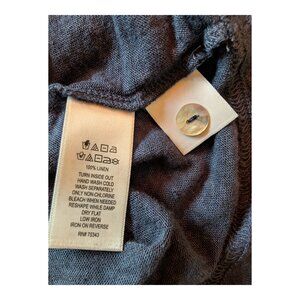 100% LINEN
TURN INSIDE OUT
HAND WASH COLD
WASH SEPARATELY
ONLY NON-CHLORINE
BLEACH WHEN NEEDED
RESHAPE WHILE DAMP
DRY FLAT
LOW IRON
IRON ON REVERSE
RN# 75343